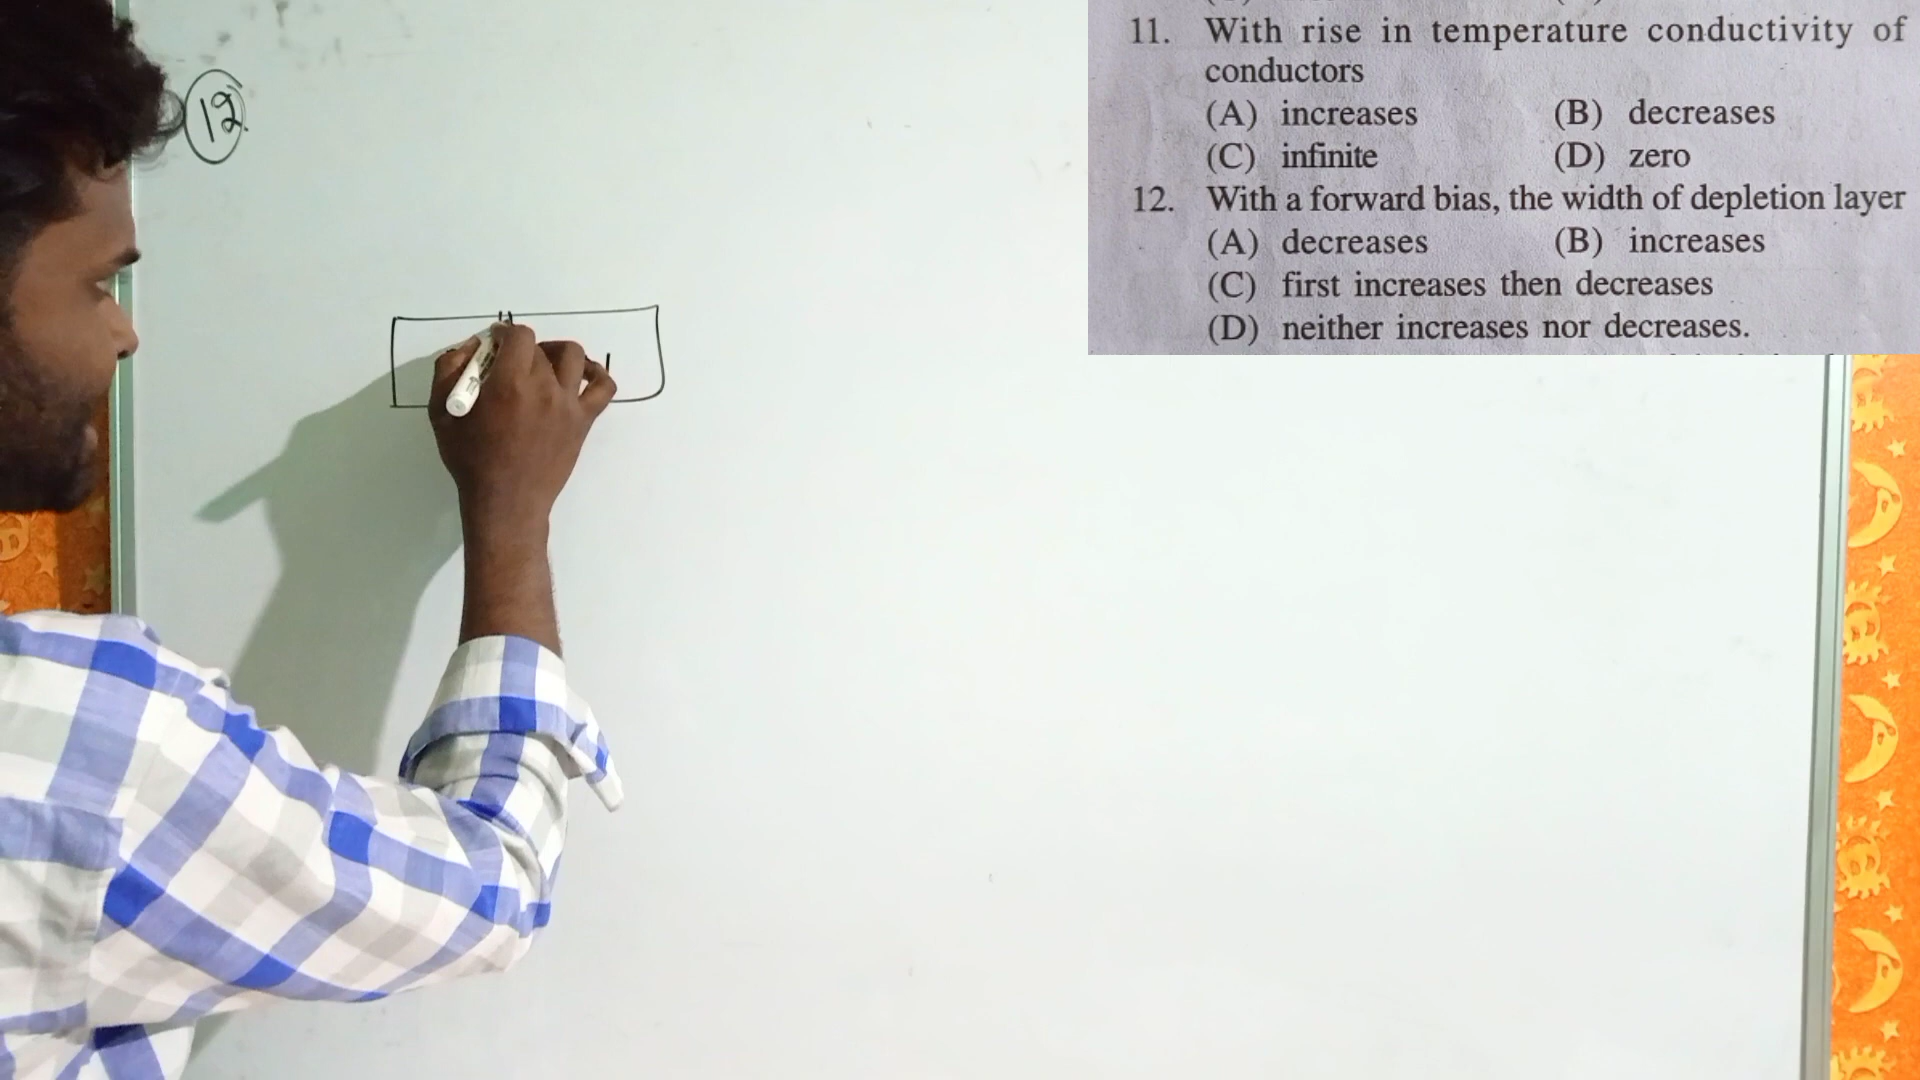 12.
11. With rise in temperature conductivity of
conductors
(A) increases (B) decreases
(C) infinite (D) zero
12. With a forward bias, the width of depletion layer
(A) decreases (B) increases
(C) first increases then decreases
(D) neither increases nor decreases.